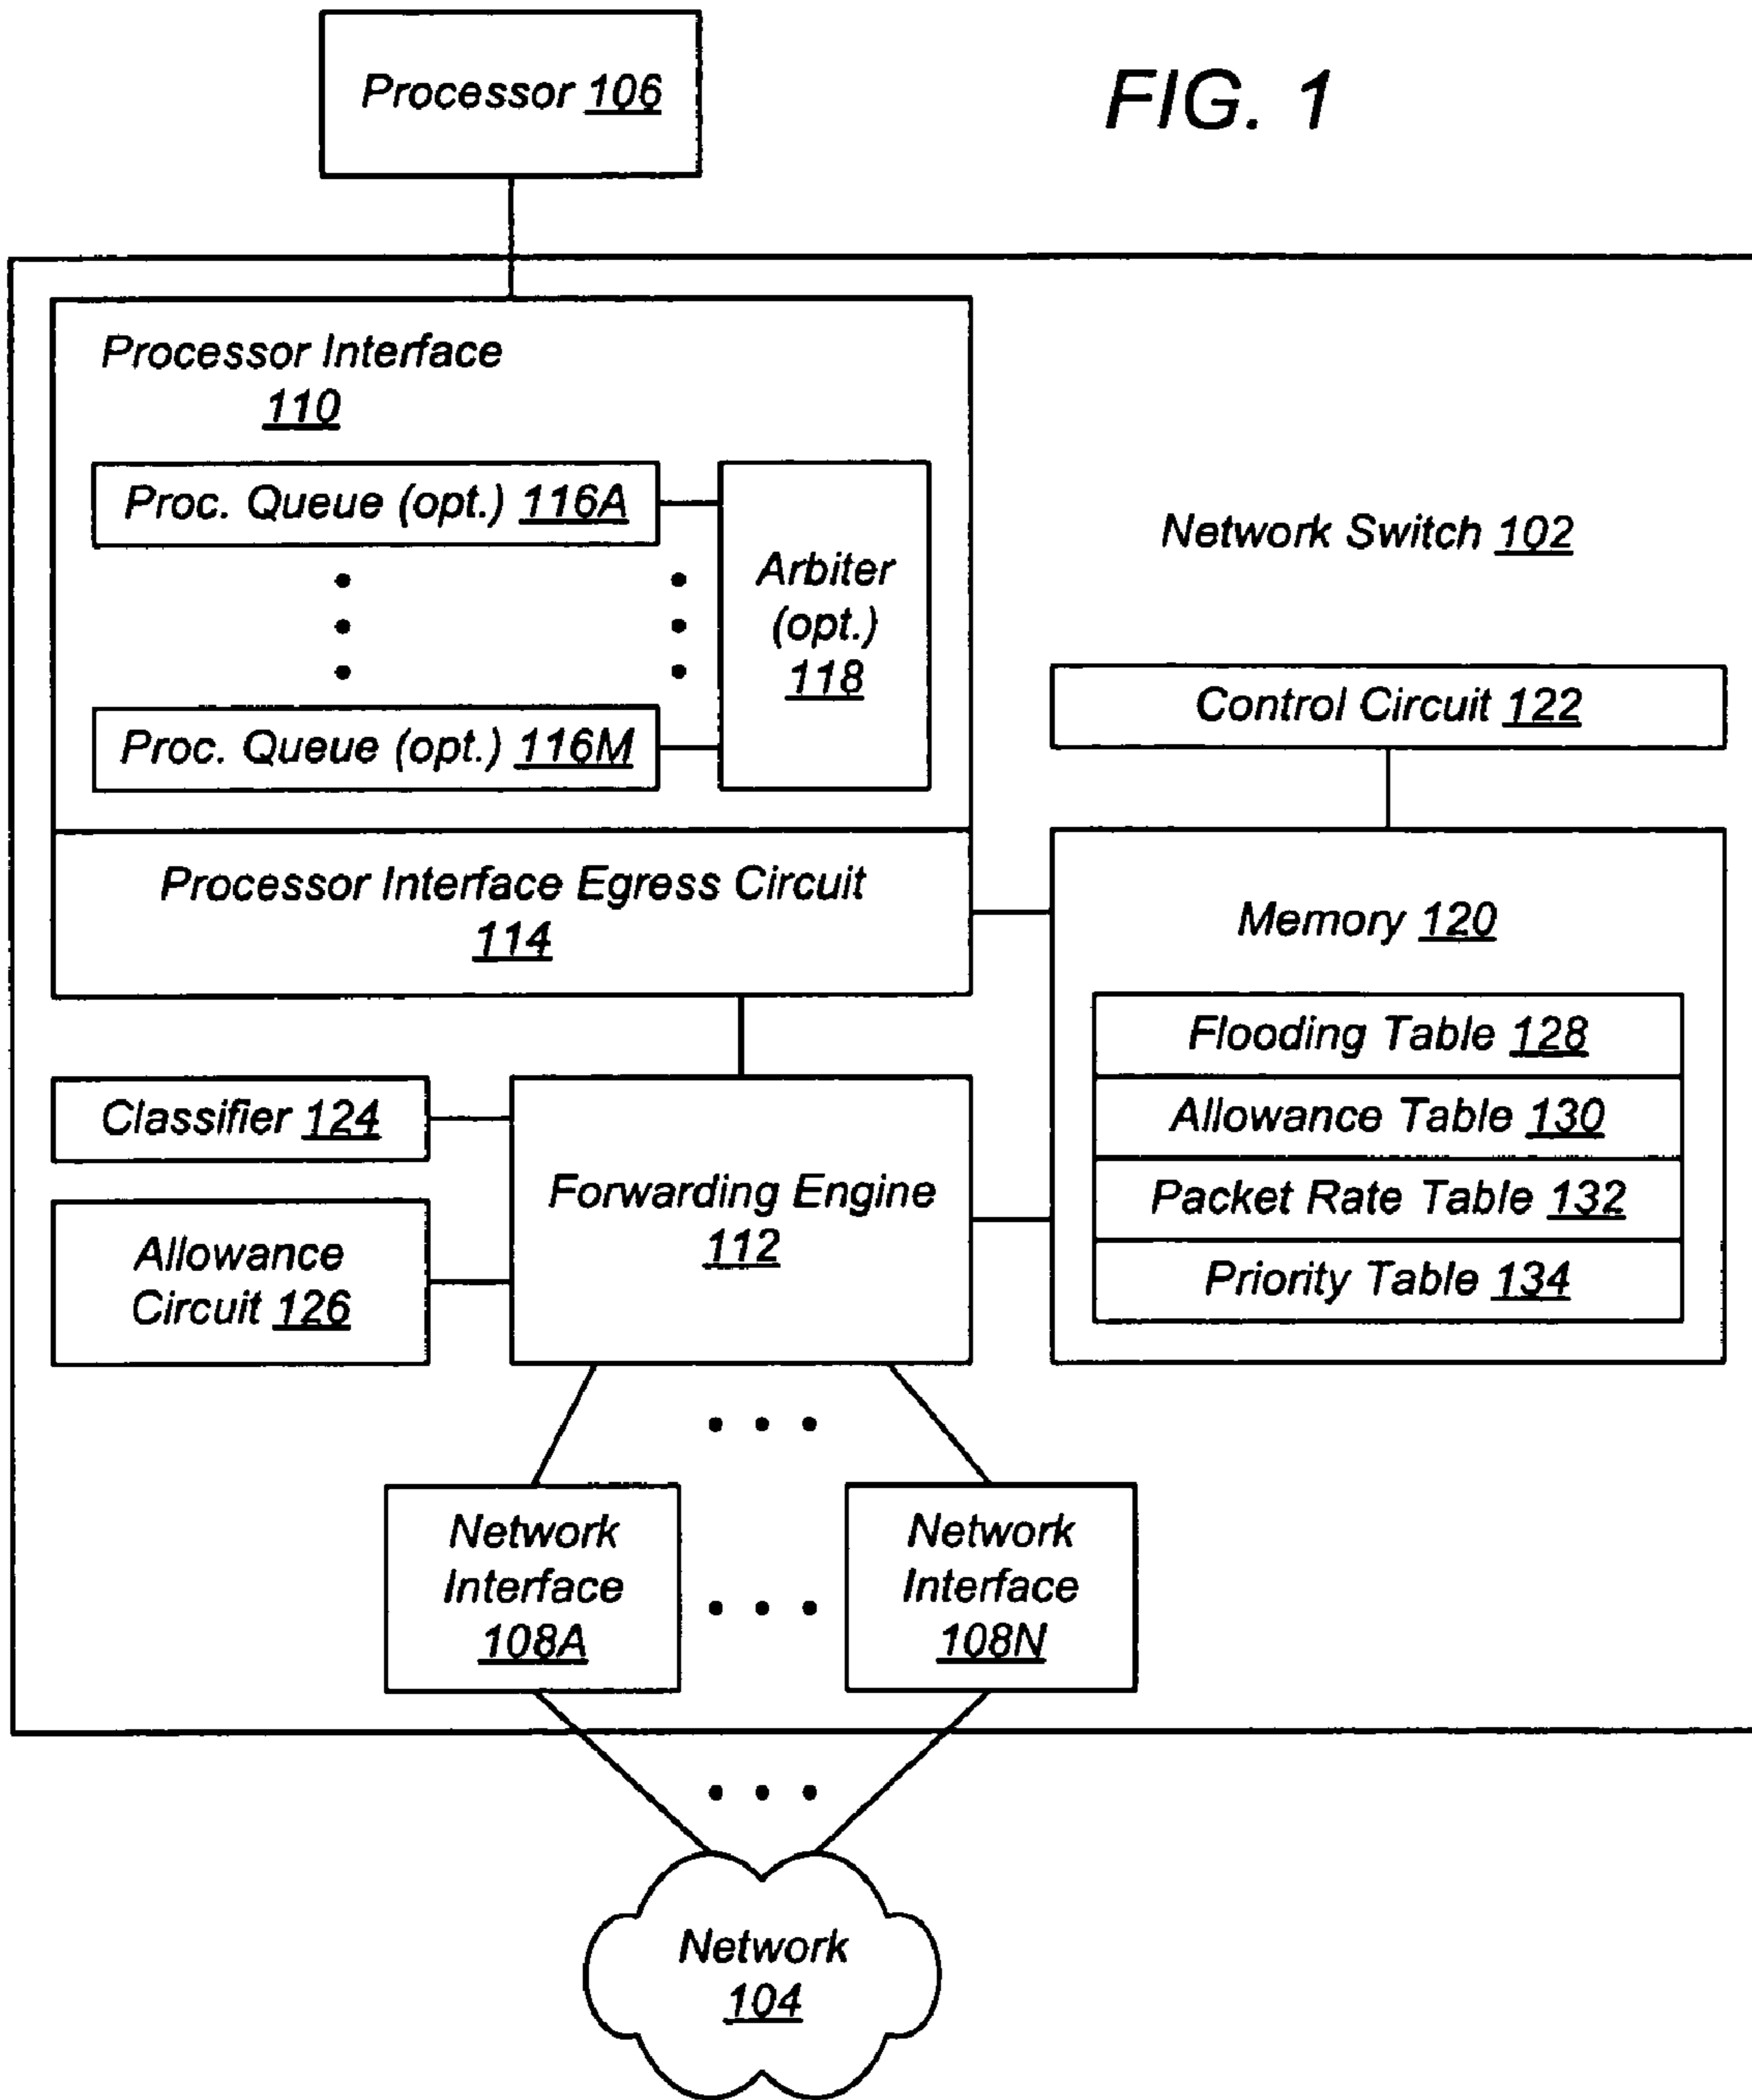 Processor 106
FIG. 1
Processor Interface
110
Proc. Queue (opt.) 116A
Arbiter
(opt.)
118
Proc. Queue (opt.) 116M
Network Switch 102
Control Circuit 122
Processor Interface Egress Circuit
114
Memory 120
Flooding Table 128
Allowance Table 130
Packet Rate Table 132
Priority Table 134
Classifier 124
Allowance
Circuit 126
Forwarding Engine
112
Network
Interface
108A
Network
Interface
108N
Network
104